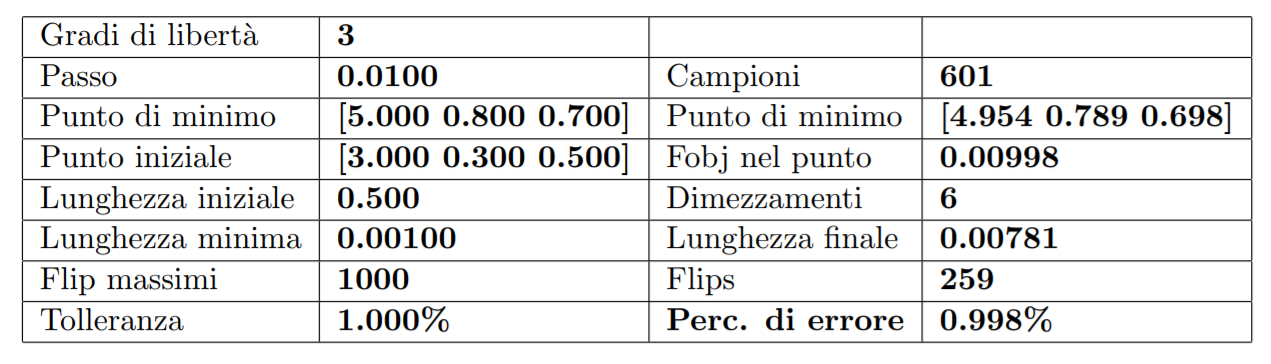 Gradi di libertà 3
Passo 0.0100 Campioni 601
Punto di minimo [5.000 0.800 0.700] Punto di minimo [4.954 0.789 0.698]
Punto iniziale [3.000 0.300 0.500] Fobj nel punto 0.00998
Lunghezza iniziale 0.500 Dimezzamenti 6
Lunghezza minima 0.00100 Lunghezza finale 0.00781
Flip massimi 1000 Flips 259
Tolleranza 1.000% Perc. di errore 0.998%